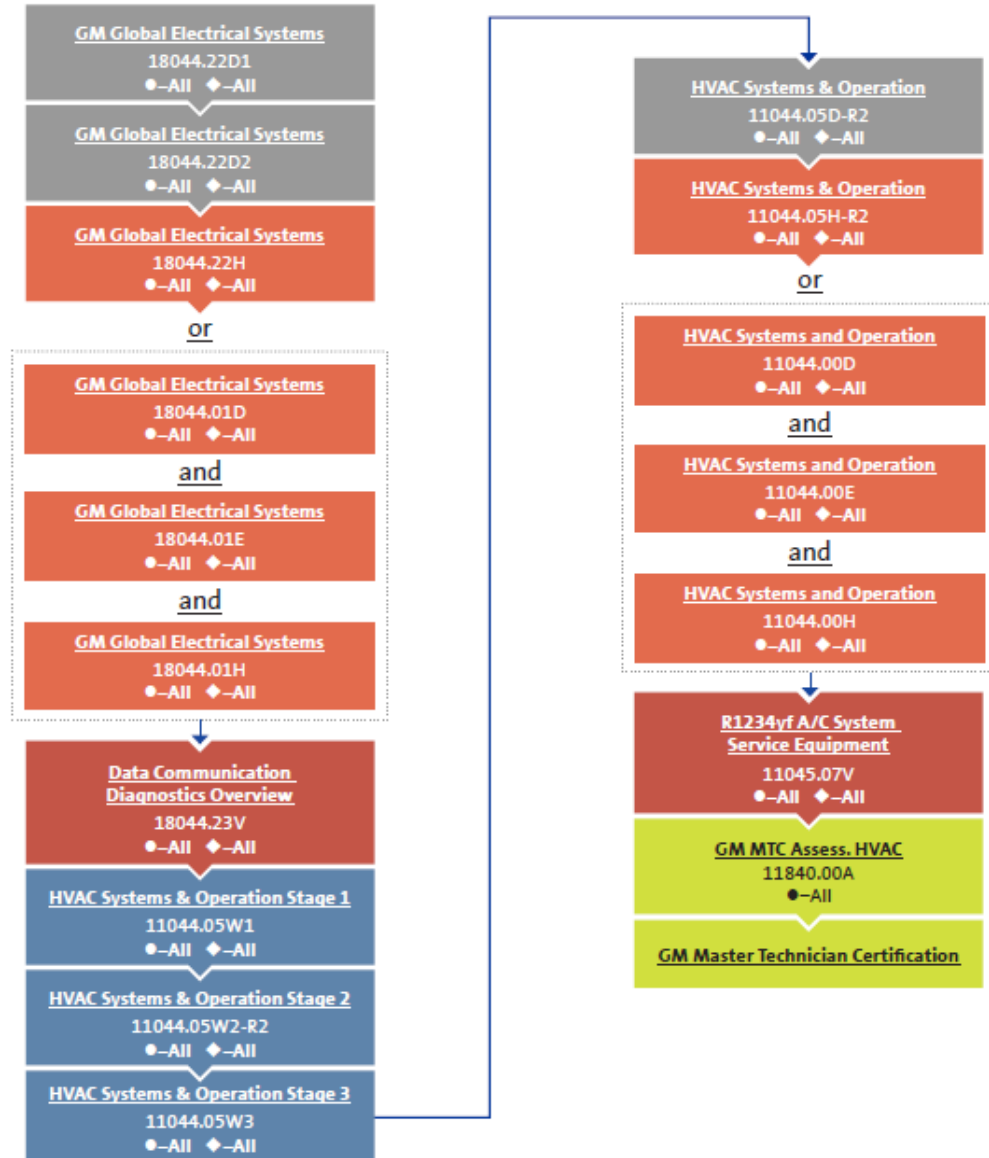 GM Global Electrical Systems
18044.22D1
●–All ◆–All
GM Global Electrical Systems
18044.22D2
●–All ◆–All
GM Global Electrical Systems
18044.22H
●–All ◆–All
or
GM Global Electrical Systems
18044.01D
●–All ◆–All
and
GM Global Electrical Systems
18044.01E
●–All ◆–All
and
GM Global Electrical Systems
18044.01H
●–All ◆–All
Data Communication
Diagnostics Overview
18044.23V
●–All ◆–All
HVAC Systems & Operation Stage 1
11044.05W1
●–All ◆–All
HVAC Systems & Operation Stage 2
11044.05W2-R2
●–All ◆–All
HVAC Systems & Operation Stage 3
11044.05W3
●–All ◆–All
HVAC Systems & Operation
11044.05D-R2
●–All ◆–All
HVAC Systems & Operation
11044.05H-R2
●–All ◆–All
or
HVAC Systems and Operation
11044.00D
●–All ◆–All
and
HVAC Systems and Operation
11044.00E
●–All ◆–All
and
HVAC Systems and Operation
11044.00H
●–All ◆–All
R1234yf A/C System
Service Equipment
11045.07V
●–All ◆–All
GM MTC Assess. HVAC
11840.00A
●–All
GM Master Technician Certification